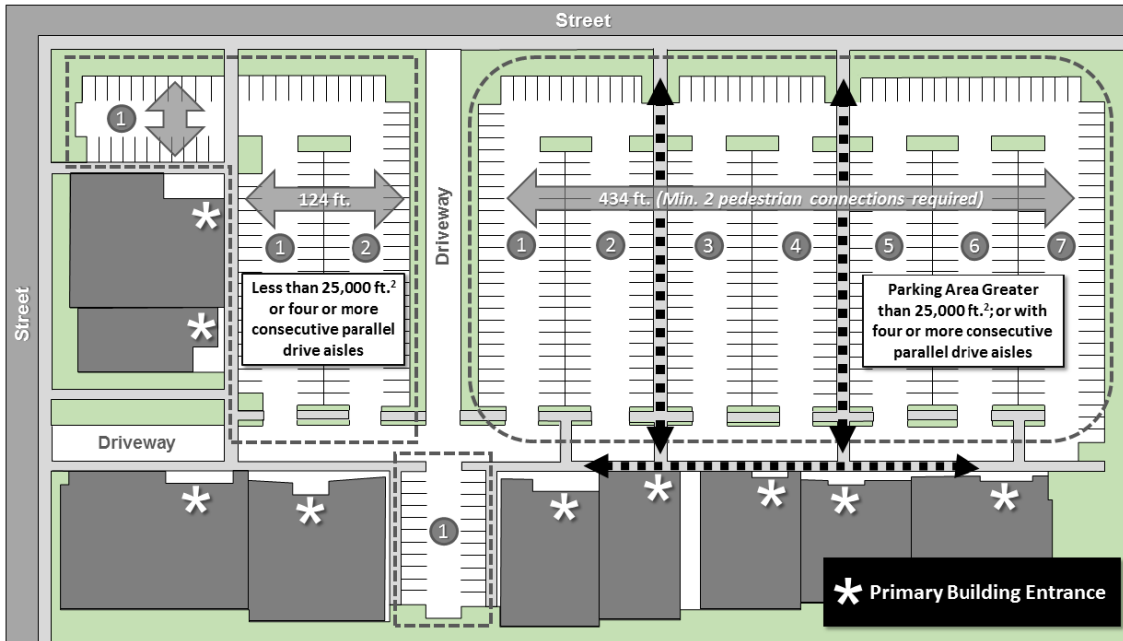 Street
Street
1
124 ft.
1
2
Less than 25,000 ft.2
or four or more
consecutive parallel
drive aisles
Driveway
434 ft. (Min. 2 pedestrian connections required)
1
2
3
4
5
6
7
Parking Area Greater
than 25,000 ft.2; or with
four or more consecutive
parallel drive aisles
Driveway
1
* Primary Building Entrance